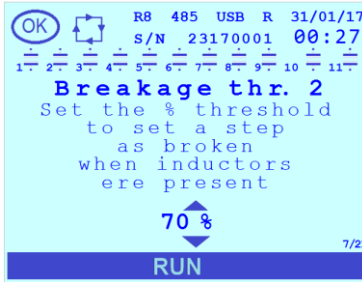 OK R8 485 USB R 31/01/17
S/N 23170001 00:27
1 2 3 4 5 6 7 8 9 10 11
Breakage thr. 2
Set the % threshold
to set a step
as broken
when inductors
ere present
70 %
RUN